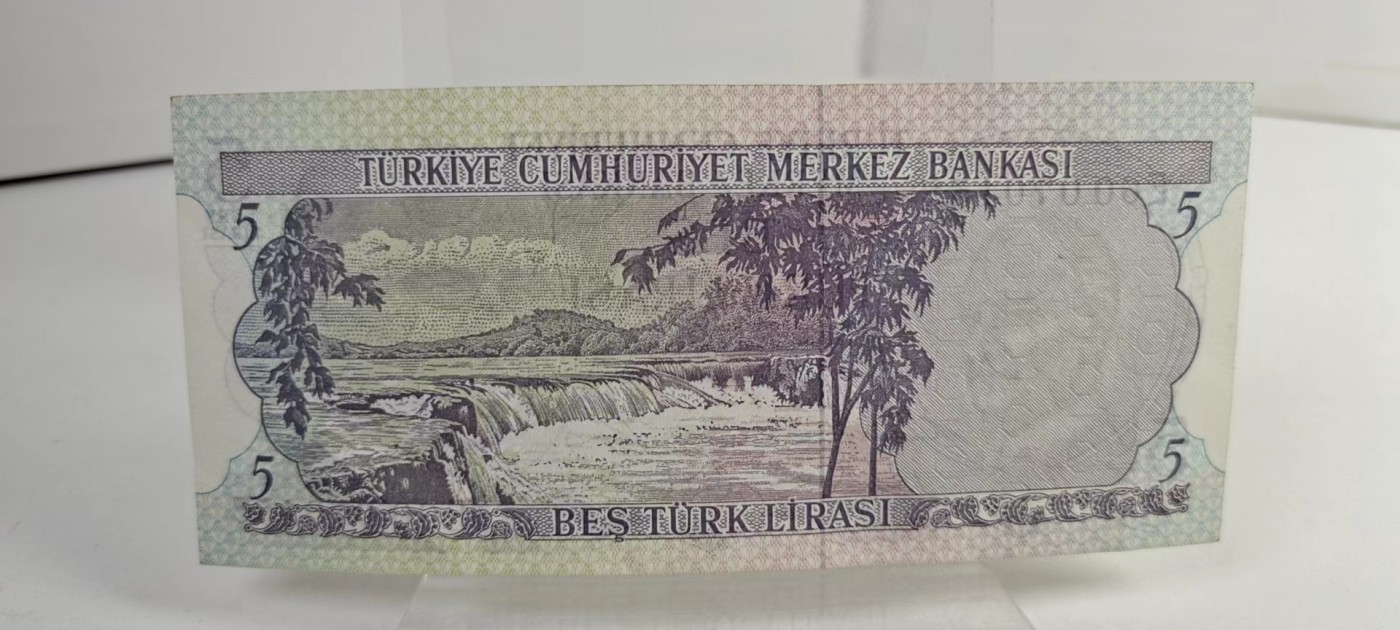 TÜRKİYE CUMHURİYET MERKEZ BANKASI
5 5
5 5
BEŞ TÜRK LİRASI